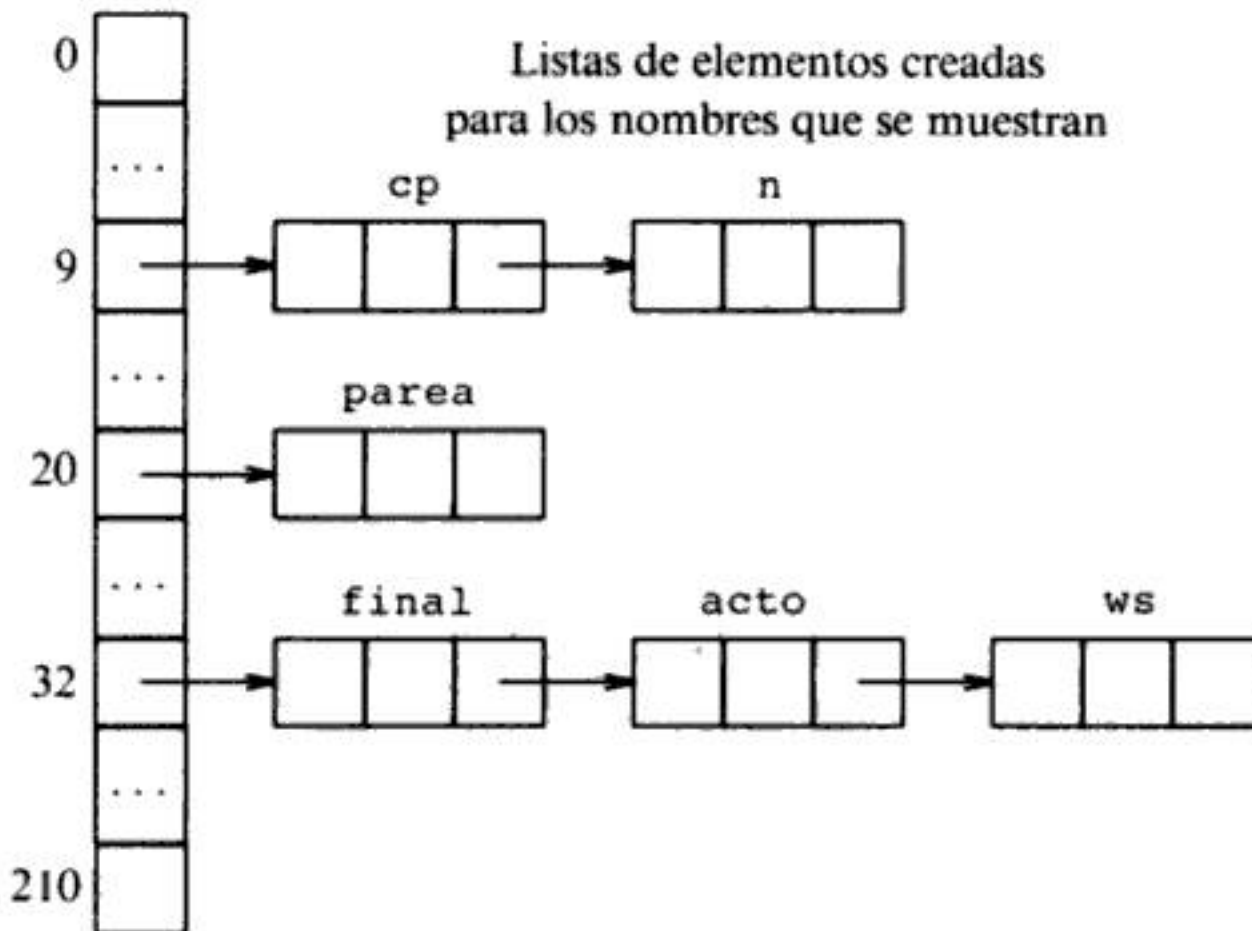 0
Listas de elementos creadas
para los nombres que se muestran
...
cp n
9
...
parea
20
...
final acto ws
32
...
210